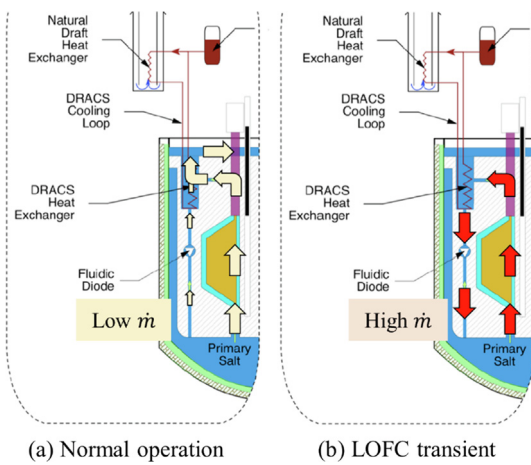 Natural
Draft
Heat
Exchanger
DRACS
Cooling
Loop
DRACS
Heat
Exchanger
Fluidic
Diode
Low ṁ
Primary
Salt
(a) Normal operation
Natural
Draft
Heat
Exchanger
DRACS
Cooling
Loop
DRACS
Heat
Exchanger
Fluidic
Diode
High ṁ
Primary
Salt
(b) LOFC transient